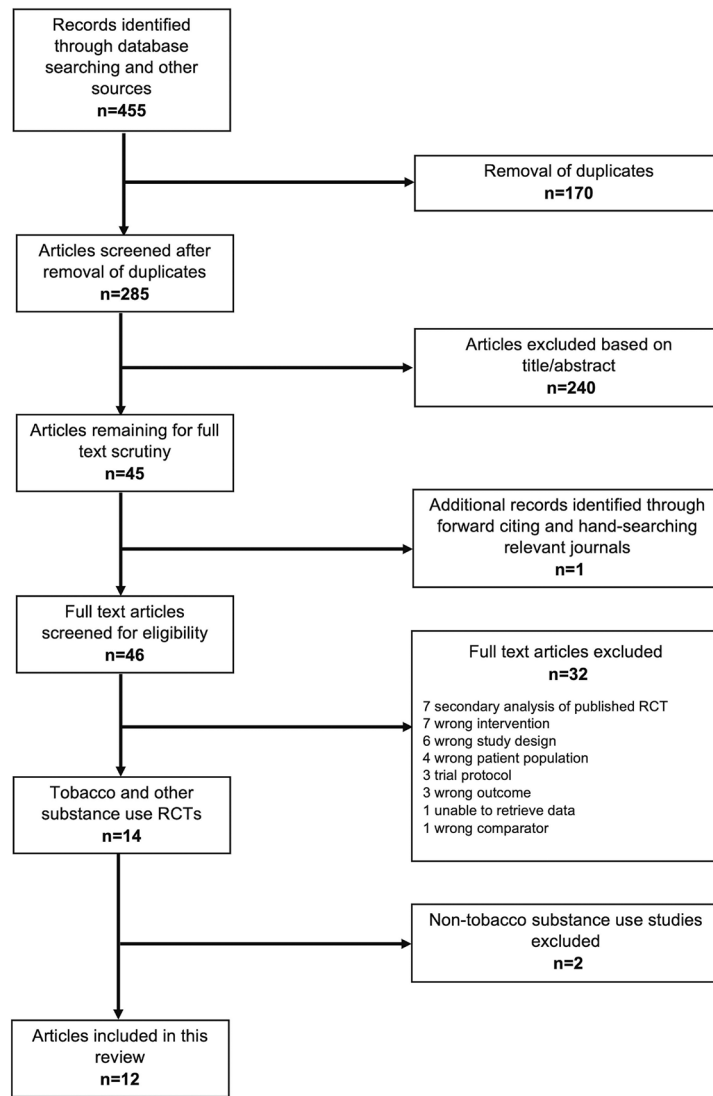 Records identified
through database
searching and other
sources
n=455
Removal of duplicates
n=170
Articles screened after
removal of duplicates
n=285
Articles excluded based on
title/abstract
n=240
Articles remaining for full
text scrutiny
n=45
Additional records identified through
forward citing and hand-searching
relevant journals
n=1
Full text articles
screened for eligibility
n=46
Full text articles excluded
n=32
7 secondary analysis of published RCT
7 wrong intervention
6 wrong study design
4 wrong patient population
3 trial protocol
3 wrong outcome
1 unable to retrieve data
1 wrong comparator
Tobacco and other
substance use RCTs
n=14
Non-tobacco substance use studies
excluded
n=2
Articles included in this
review
n=12